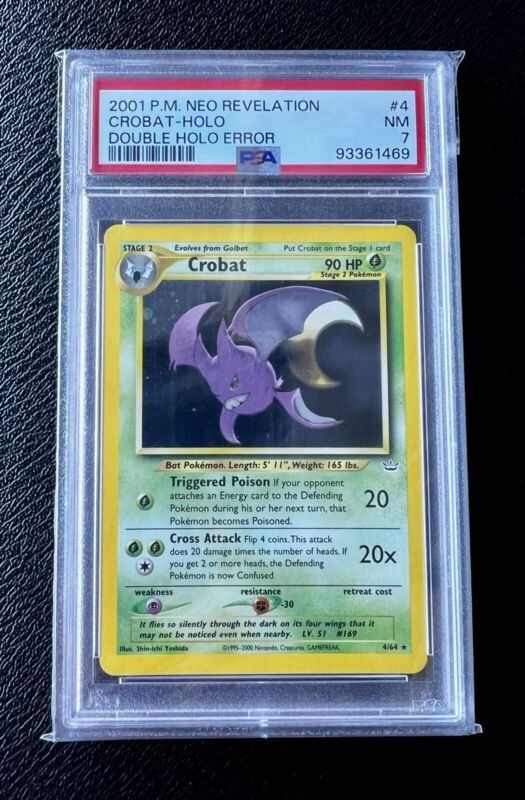 2001 P.M. NEO REVELATION #4
CROBAT-HOLO NM
DOUBLE HOLO ERROR 7
PSA 93361469
STAGE 2 Evolves from Golbat Put Crobat on the Stage 1 card
Crobat 90 HP
Stage 2 Pokémon
Bat Pokémon. Length: 5' 11", Weight: 165 lbs.
Triggered Poison If your opponent
attaches an Energy card to the Defending
Pokémon during his or her next turn, that
Pokémon becomes Poisoned.
20
Cross Attack Flip 4 coins. This attack
does 20 damage times the number of heads. If
you get 2 or more heads, the Defending
Pokémon is now Confused.
20x
weakness resistance retreat cost
-30
It flies so silently through the dark on its four wings that it
may not be noticed even when nearby. LV. 51 #169
Illus. Shin-ichi Yoshida ©1995-2000 Nintendo, Creatures, GAMEFREAK. 4/64 ★